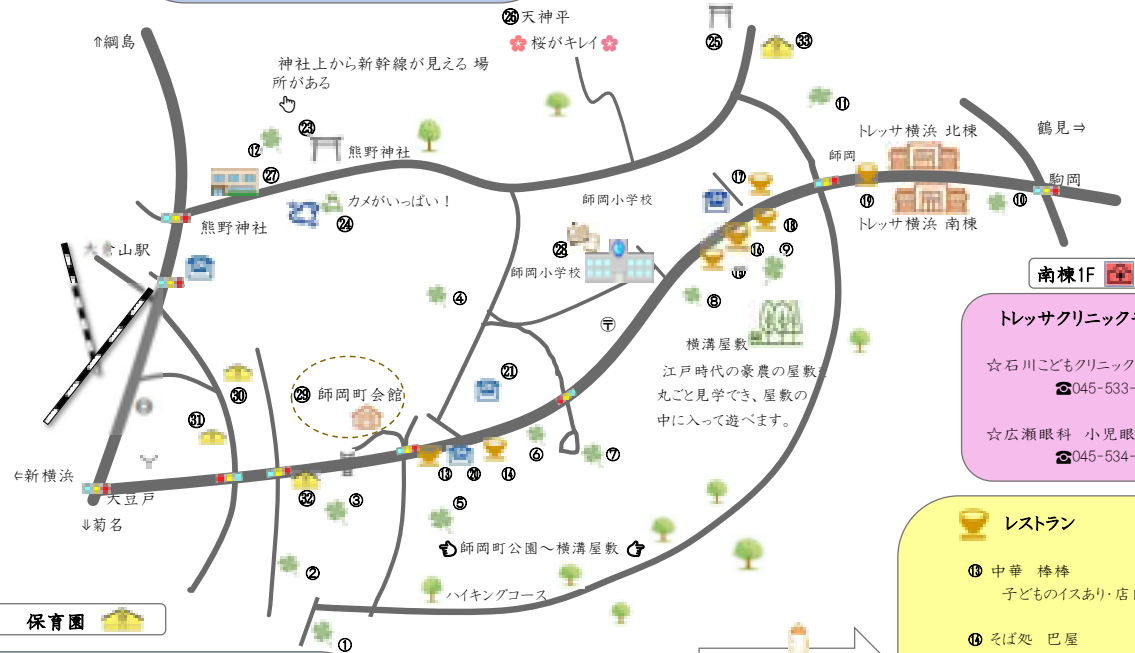 ㉖天神平
桜がキレイ
㉕
㉝
⇑綱島
神社上から新幹線が見える 場
所がある
㉓
⑫
熊野神社
㉗
カメがいっぱい！
㉔
熊野神社
大倉山駅
⑪
トレッサ横浜 北棟
鶴見⇒
師岡
駒岡
⑲
トレッサ横浜 南棟
⑩
師岡小学校
⑰
⑱
㉘
師岡小学校
⑯
⑨
④
⑧
〒
横溝屋敷
江戸時代の豪農の屋敷を
丸ごと見学でき、屋敷の
中に入って遊べます。
南棟1F
トレッサクリニック
☆石川こどもクリニック
☎045-533-
☆広瀬眼科 小児眼
☎045-534-
㉙ 師岡町会館
㉚
㉛
㉑
⑥
⑦
⇐新横浜
大豆戸
⇓菊名
㉜
③
⑬
⑳
⑭
⑤
師岡町公園～横溝屋敷
②
ハイキングコース
①
保育園
レストラン
⑬ 中華 棒棒
子どものイスあり・店
⑭ そば処 巴屋